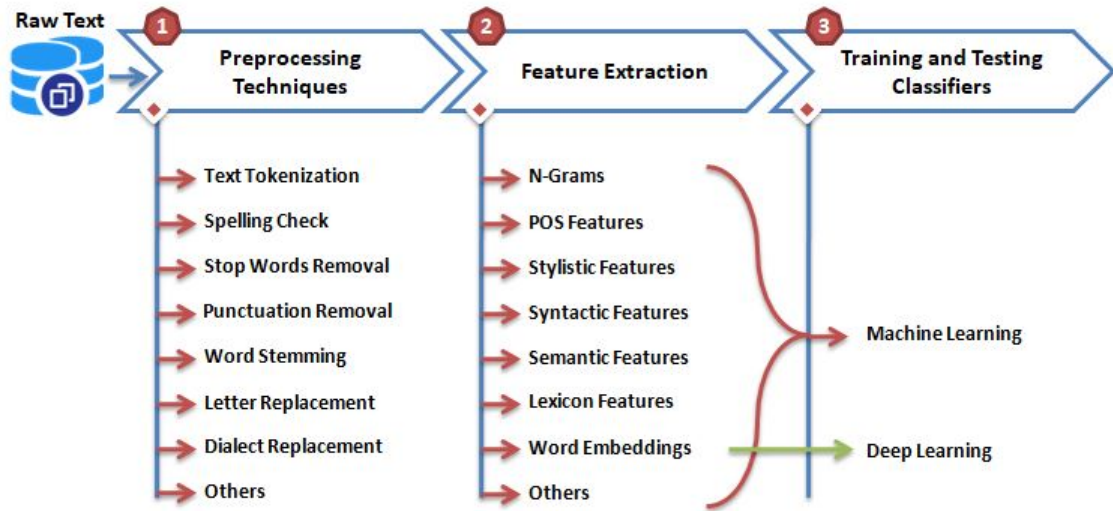 Raw Text
1
Preprocessing
Techniques
2
Feature Extraction
3
Training and Testing
Classifiers
Text Tokenization
Spelling Check
Stop Words Removal
Punctuation Removal
Word Stemming
Letter Replacement
Dialect Replacement
Others
N-Grams
POS Features
Stylistic Features
Syntactic Features
Semantic Features
Lexicon Features
Word Embeddings
Others
Machine Learning
Deep Learning